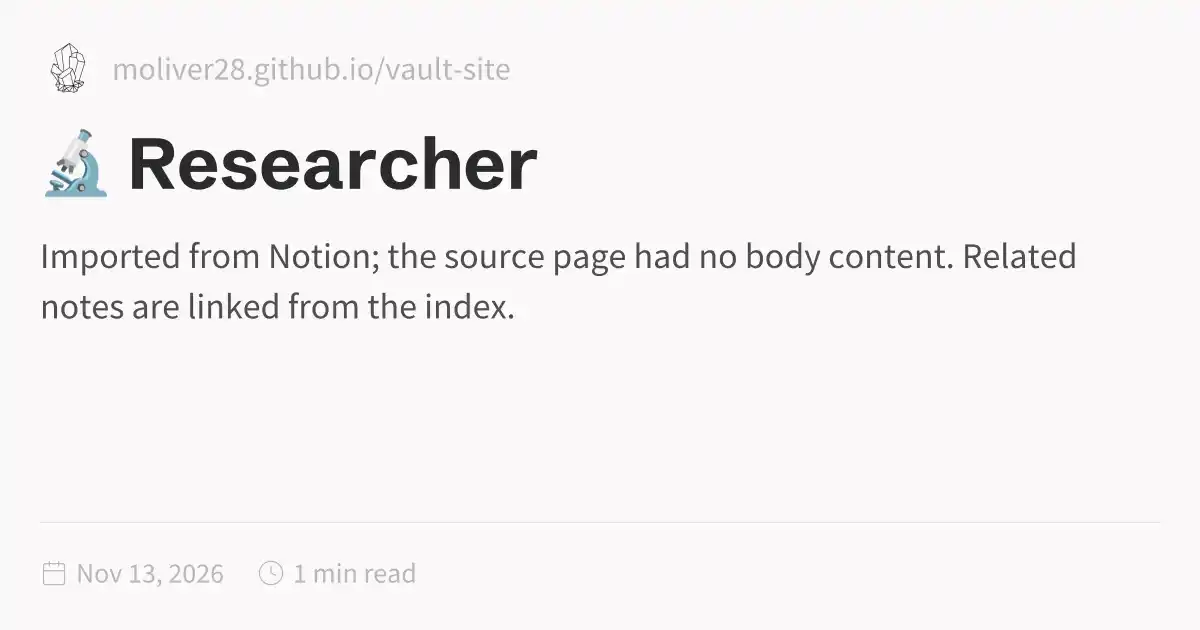 moliver28.github.io/vault-site
🔬 Researcher
Imported from Notion; the source page had no body content. Related
notes are linked from the index.
Nov 13, 2026 1 min read